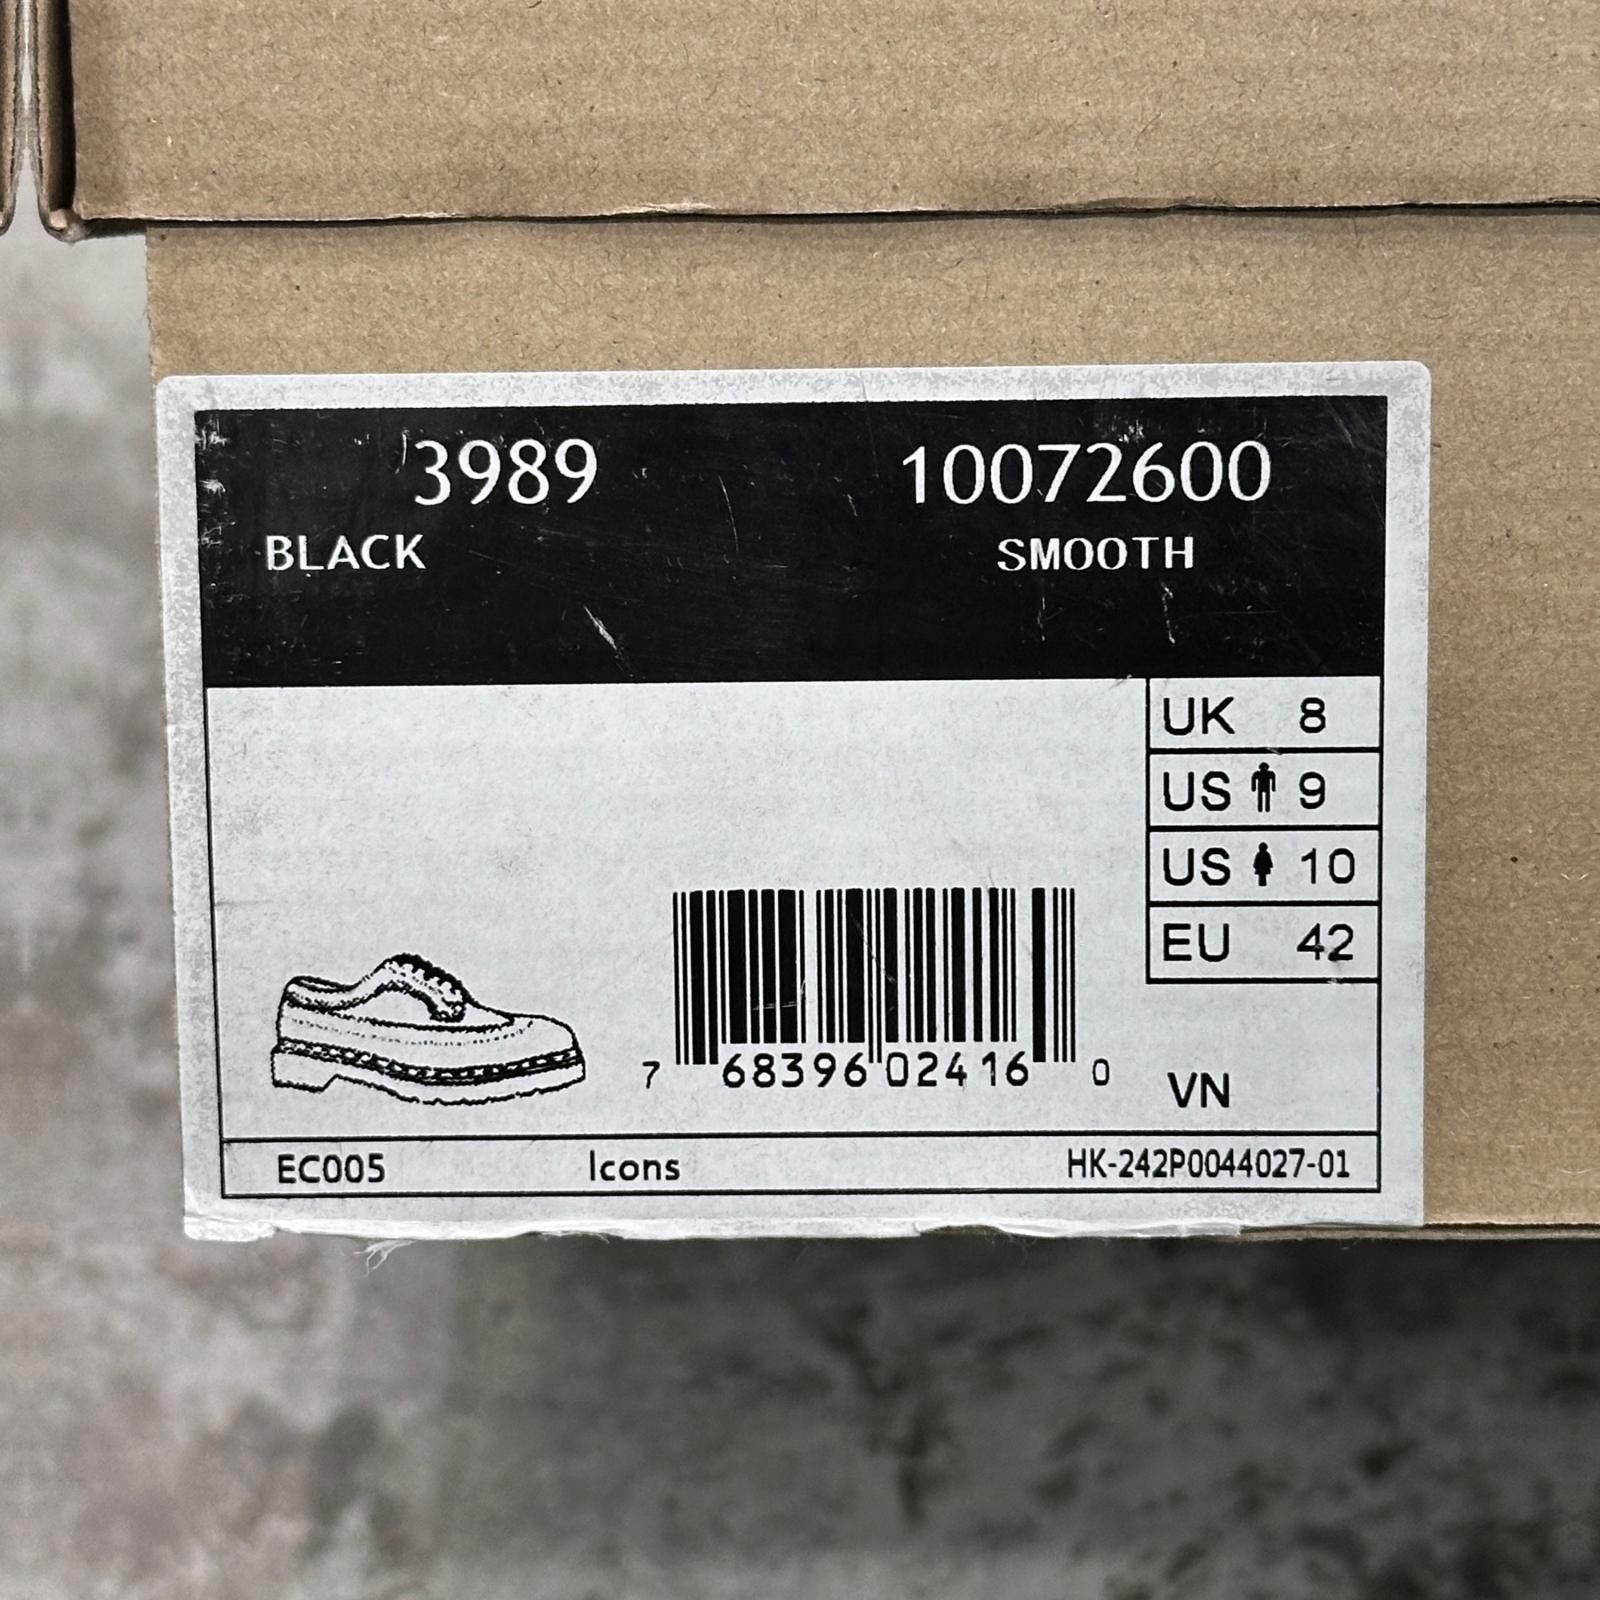 3989 10072600
BLACK SMOOTH
UK 8
US 9
US 10
EU 42
7 68396 02416 0
VN
EC005 Icons HK-242P0044027-01